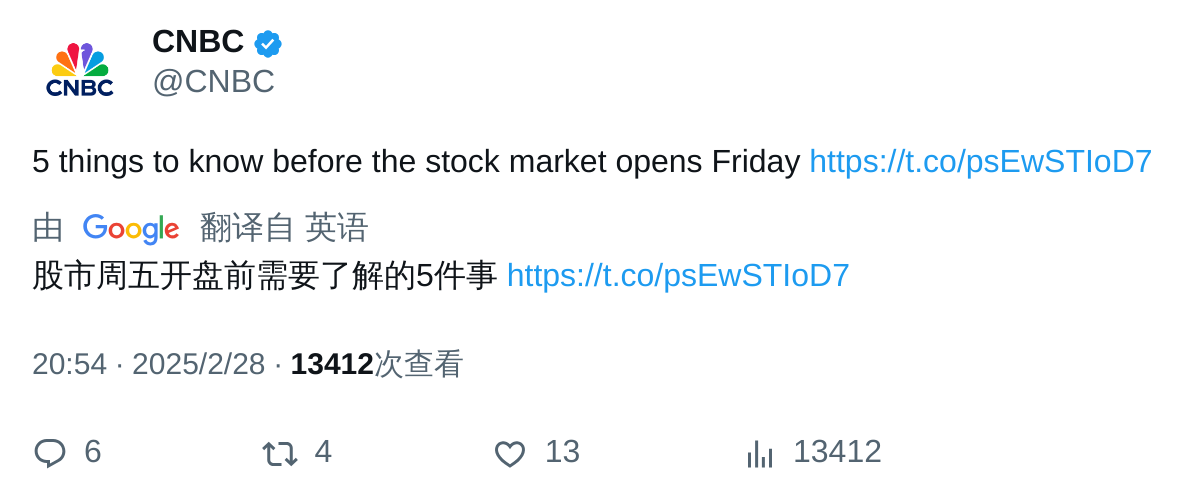 CNBC
CNBC
@CNBC
5 things to know before the stock market opens Friday https://t.co/psEwSTIoD7
由 Google 翻译自 英语
股市周五开盘前需要了解的5件事 https://t.co/psEwSTIoD7
20:54 · 2025/2/28 · 13412次查看
6 4 13 13412